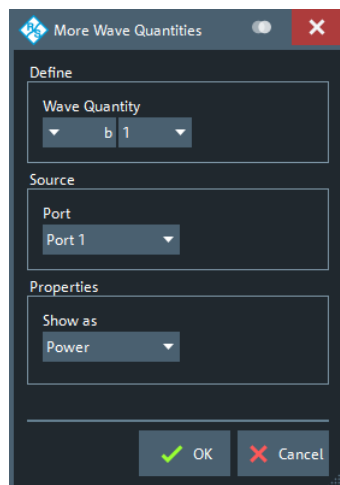 More Wave Quantities
Define
Wave Quantity
b 1
Source
Port
Port 1
Properties
Show as
Power
OK Cancel